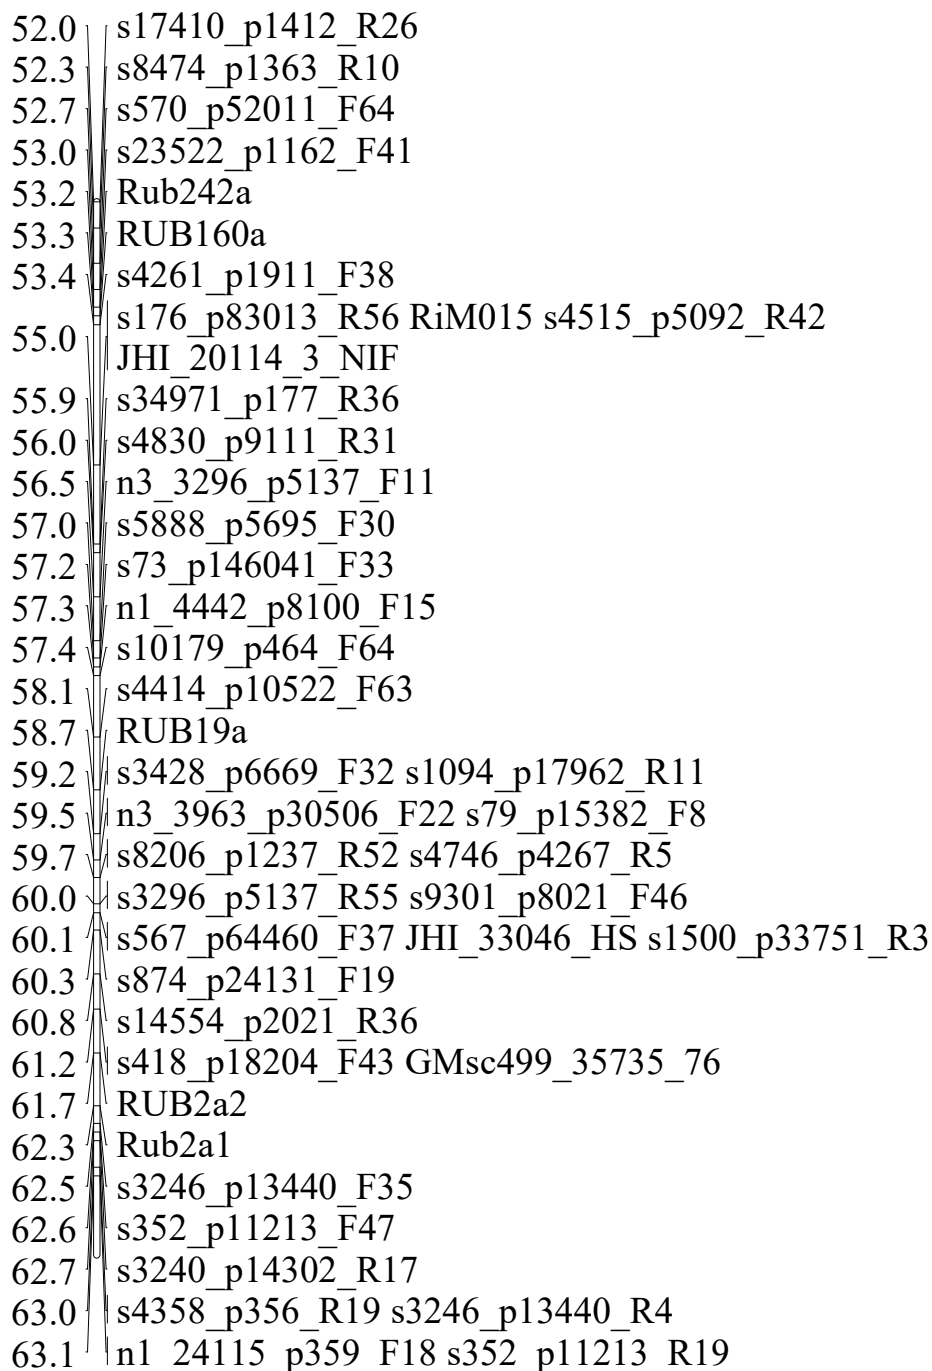 52.0 s17410_p1412_R26
52.3 s8474_p1363_R10
52.7 s570_p52011_F64
53.0 s23522_p1162_F41
53.2 Rub242a
53.3 RUB160a
53.4 s4261_p1911_F38
55.0 s176_p83013_R56 RiM015 s4515_p5092_R42
JHI_20114_3_NIF
55.9 s34971_p177_R36
56.0 s4830_p9111_R31
56.5 n3_3296_p5137_F11
57.0 s5888_p5695_F30
57.2 s73_p146041_F33
57.3 n1_4442_p8100_F15
57.4 s10179_p464_F64
58.1 s4414_p10522_F63
58.7 RUB19a
59.2 s3428_p6669_F32 s1094_p17962_R11
59.5 n3_3963_p30506_F22 s79_p15382_F8
59.7 s8206_p1237_R52 s4746_p4267_R5
60.0 s3296_p5137_R55 s9301_p8021_F46
60.1 s567_p64460_F37 JHI_33046_HS s1500_p33751_R3
60.3 s874_p24131_F19
60.8 s14554_p2021_R36
61.2 s418_p18204_F43 GMsc499_35735_76
61.7 RUB2a2
62.3 Rub2a1
62.5 s3246_p13440_F35
62.6 s352_p11213_F47
62.7 s3240_p14302_R17
63.0 s4358_p356_R19 s3246_p13440_R4
63.1 n1_24115_p359_F18 s352_p11213_R19